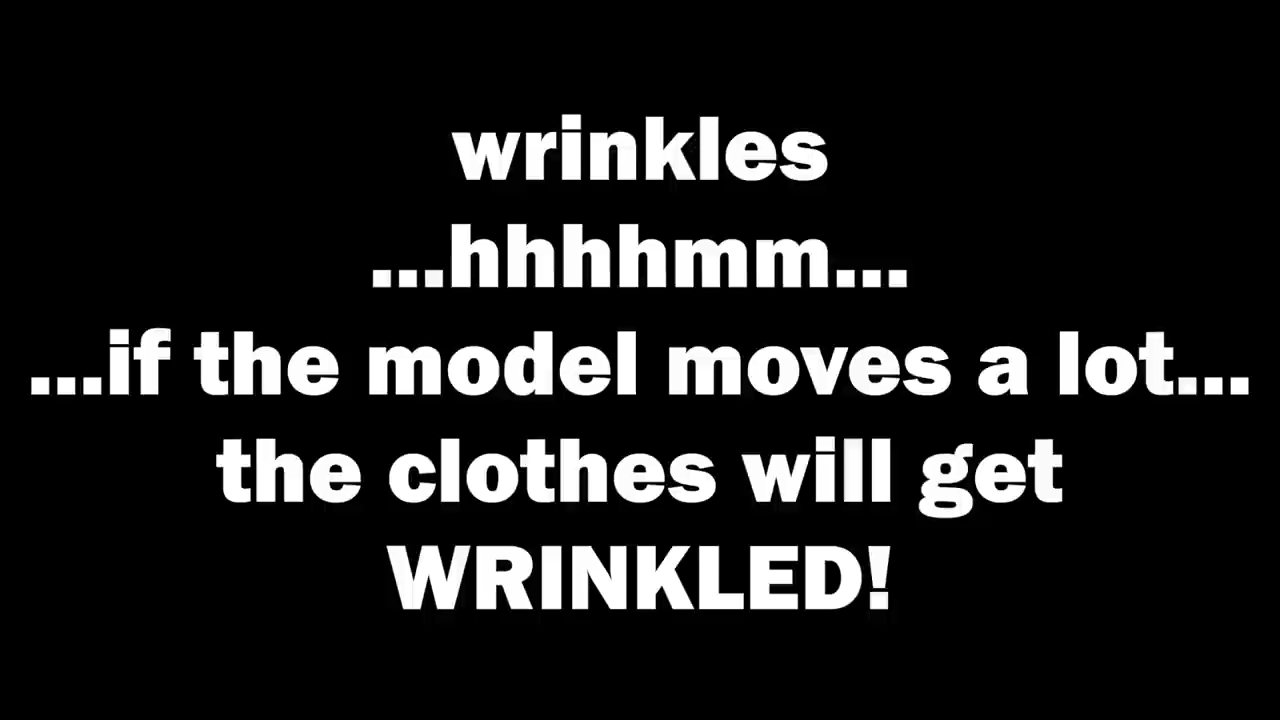 wrinkles
...hhhhmm...
...if the model moves a lot...
the clothes will get
WRINKLED!